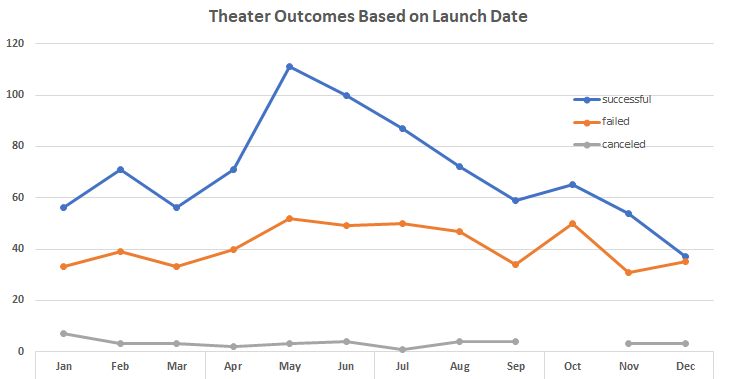 Theater Outcomes Based on Launch Date
120
100
80
60
40
20
0
successful
failed
canceled
Jan Feb Mar Apr May Jun Jul Aug Sep Oct Nov Dec